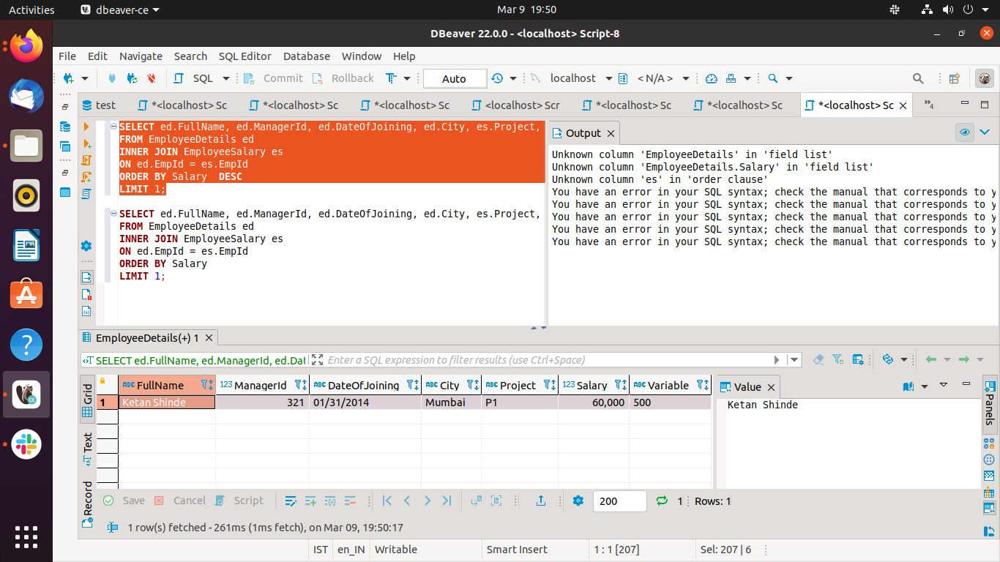 Activities dbeaver-ce Mar 9 19:50
DBeaver 22.0.0 - <localhost> Script-8
File Edit Navigate Search SQL Editor Database Window Help
SQL Commit Rollback Auto localhost < N/A >
test *<localhost> Sc *<localhost> Sc *<localhost> Sc <localhost> Scr *<localhost> Sc *<localhost> Sc *<localhost> Sc »4
SELECT ed.FullName, ed.ManagerId, ed.DateOfJoining, ed.City, es.Project,
FROM EmployeeDetails ed
INNER JOIN EmployeeSalary es
ON ed.EmpId = es.EmpId
ORDER BY Salary  DESC
LIMIT 1;
SELECT ed.FullName, ed.ManagerId, ed.DateOfJoining, ed.City, es.Project,
FROM EmployeeDetails ed
INNER JOIN EmployeeSalary es
ON ed.EmpId = es.EmpId
ORDER BY Salary
LIMIT 1;
Output
Unknown column 'EmployeeDetails' in 'field list'
Unknown column 'EmployeeDetails.Salary' in 'field list'
Unknown column 'es' in 'order clause'
You have an error in your SQL syntax; check the manual that corresponds to y
You have an error in your SQL syntax; check the manual that corresponds to y
You have an error in your SQL syntax; check the manual that corresponds to y
You have an error in your SQL syntax; check the manual that corresponds to y
You have an error in your SQL syntax; check the manual that corresponds to y
EmployeeDetails(+) 1
SELECT ed.FullName, ed.ManagerId, ed.Dat Enter a SQL expression to filter results (use Ctrl+Space)
Grid
Text
Record
ABC FullName 123 ManagerId ABC DateOfJoining ABC City ABC Project 123 Salary ABC Variable
1 Ketan Shinde 321 01/31/2014 Mumbai P1 60,000 500
Value
Ketan Shinde
Panels
Save Cancel Script 200 1 Rows: 1
1 row(s) fetched - 261ms (1ms fetch), on Mar 09, 19:50:17
IST en_IN Writable Smart Insert 1 : 1 [207] Sel: 207 | 6